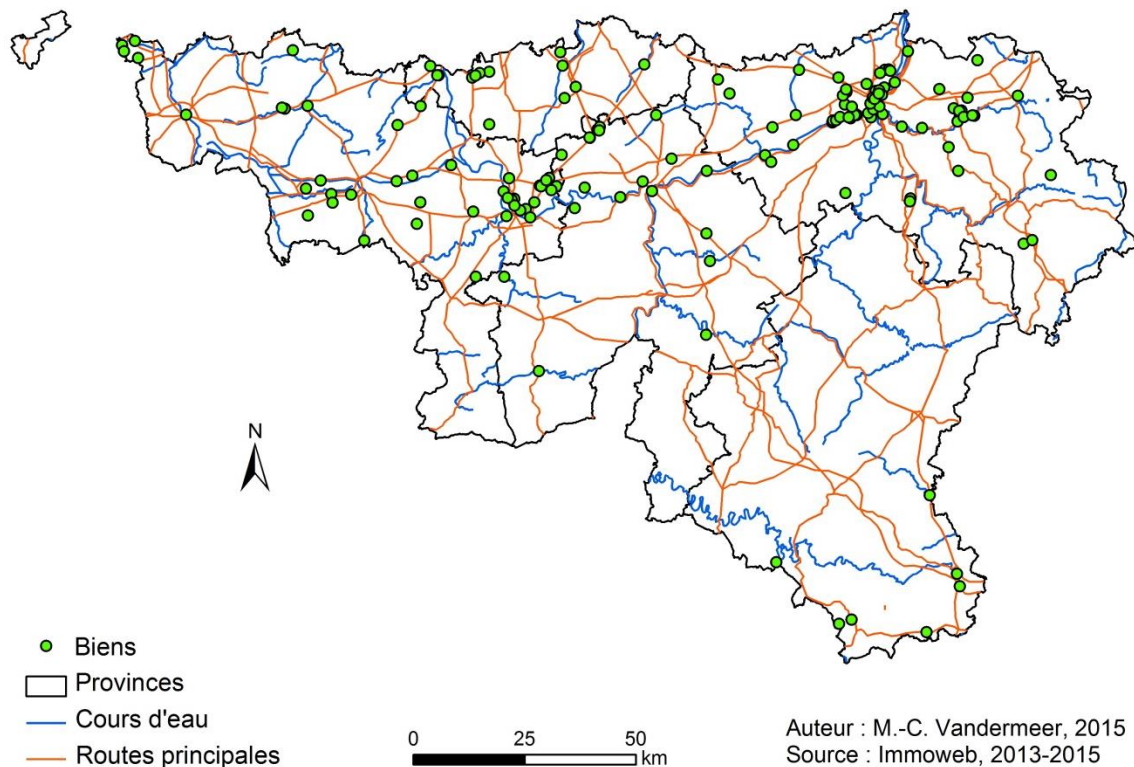 N
Biens
Provinces
Cours d'eau
Routes principales
0 25 50
km
Auteur : M.-C. Vandermeer, 2015
Source : Immoweb, 2013-2015